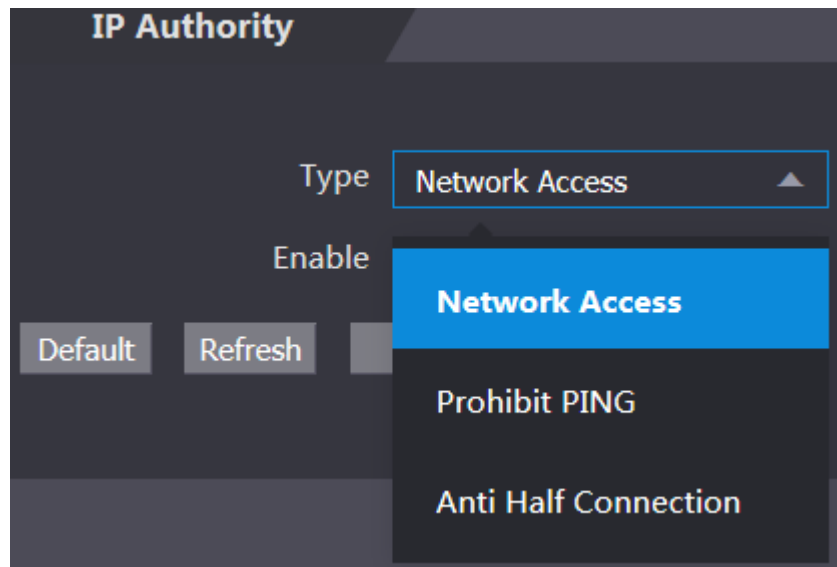 IP Authority
Type Network Access
Enable
Network Access
Default Refresh
Prohibit PING
Anti Half Connection